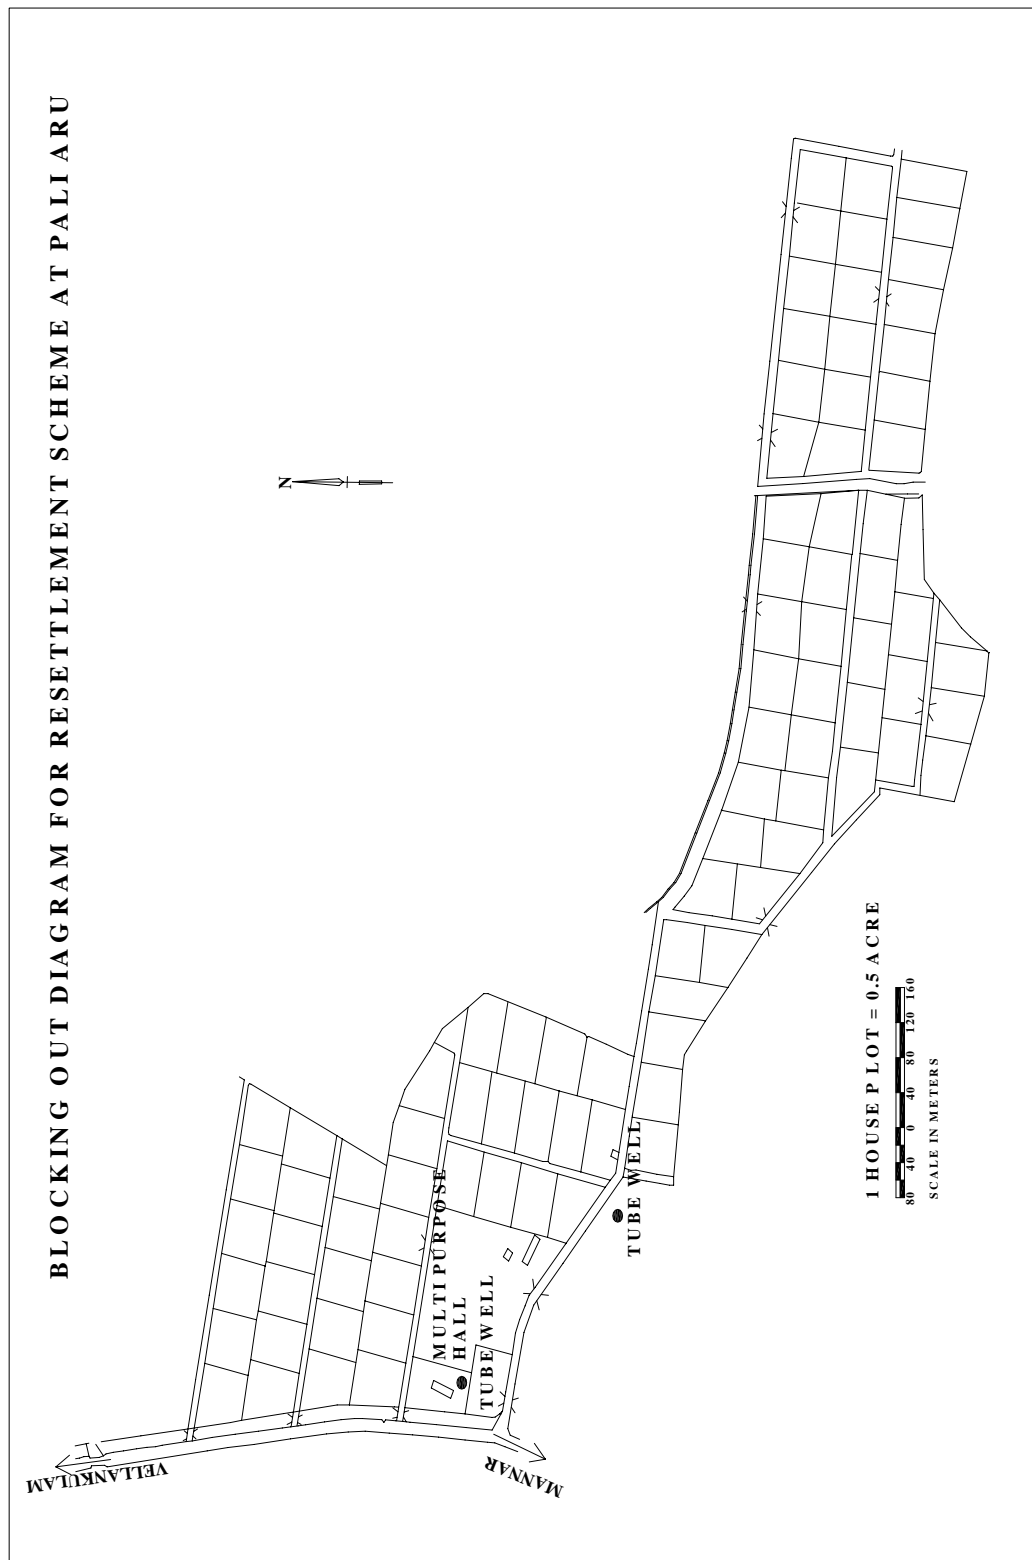 BLOCKING OUT DIAGRAM FOR RESETTLEMENT SCHEME AT PALI ARU
N
VELLANKULAM
MANNAR
MULTI PURPOSE
HALL
TUBE WELL
TUBE WELL
1 HOUSE PLOT = 0.5 ACRE
80 40 0 40 80 120 160
SCALE IN METERS